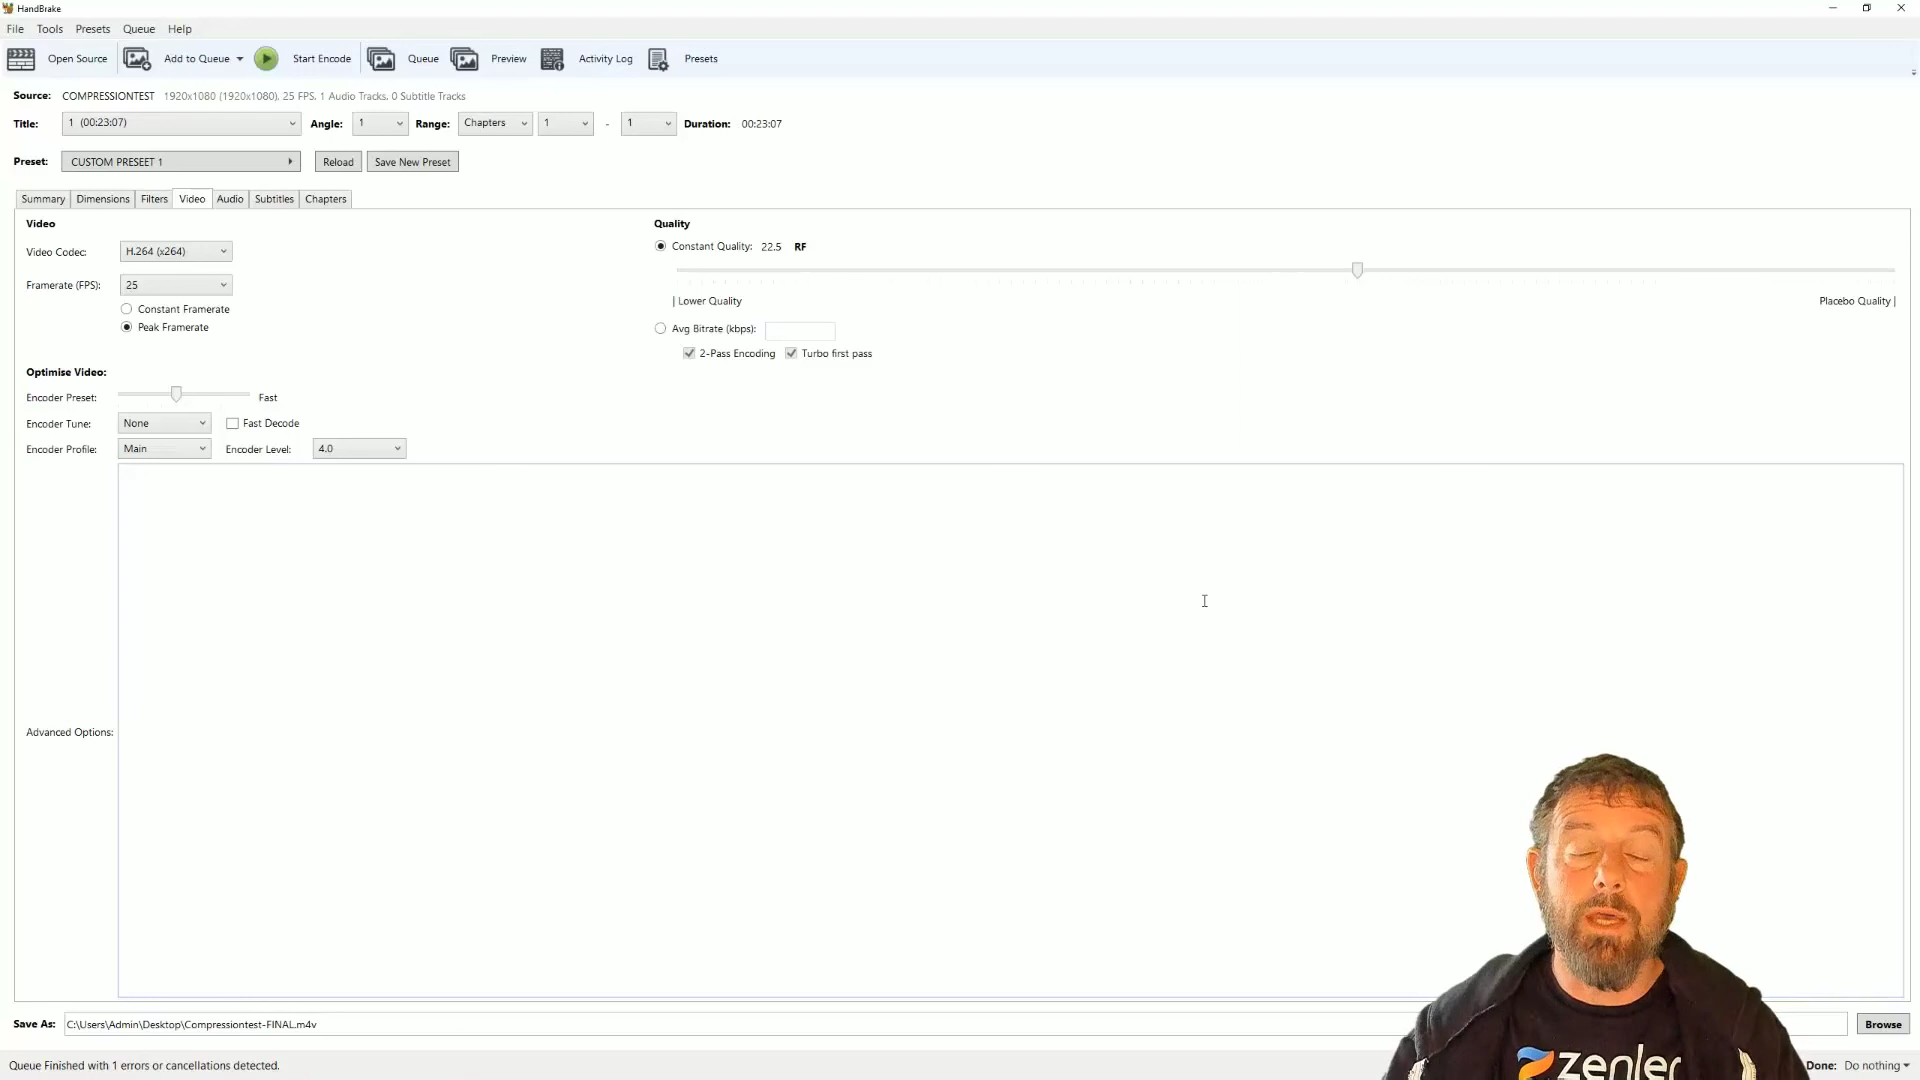 HandBrake
File Tools Presets Queue Help
Open Source Add to Queue Start Encode Queue Preview Activity Log Presets
Source: COMPRESSIONTEST 1920x1080 (1920x1080), 25 FPS, 1 Audio Tracks, 0 Subtitle Tracks
Title: 1 (00:23:07) Angle: 1 Range: Chapters 1 - 1 Duration: 00:23:07
Preset: CUSTOM PRESEET 1 Reload Save New Preset
Summary Dimensions Filters Video Audio Subtitles Chapters
Video
Video Codec: H.264 (x264)
Framerate (FPS): 25
Constant Framerate
Peak Framerate
Quality
Constant Quality: 22.5 RF
| Lower Quality Placebo Quality |
Avg Bitrate (kbps):
2-Pass Encoding Turbo first pass
Optimise Video:
Encoder Preset: Fast
Encoder Tune: None Fast Decode
Encoder Profile: Main Encoder Level: 4.0
Advanced Options:
Save As: C:\Users\Admin\Desktop\Compressiontest-FINAL.m4v Browse
zenler
Queue Finished with 1 errors or cancellations detected. Done: Do nothing